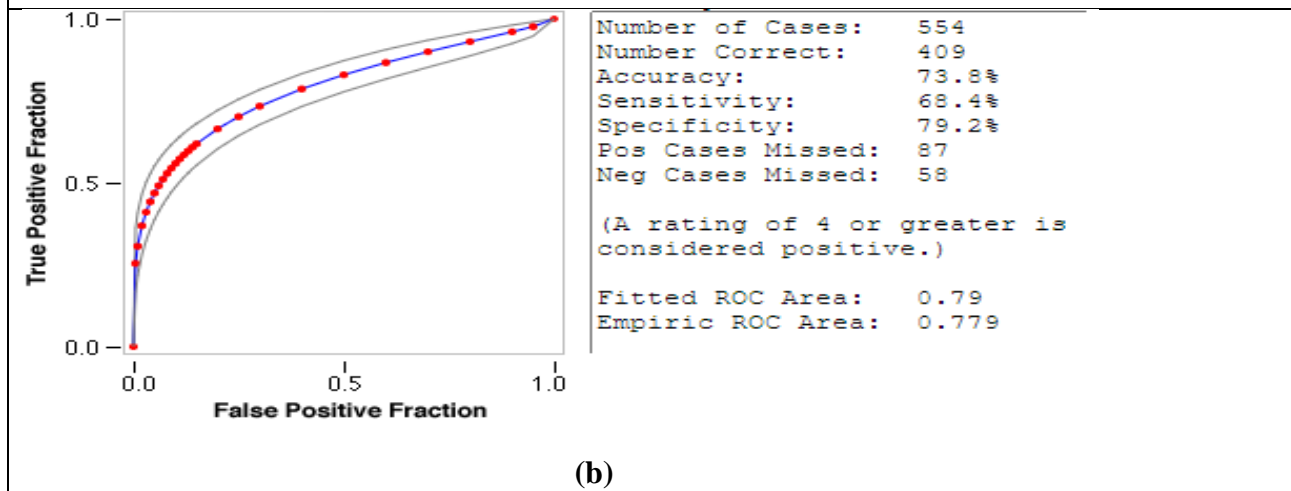 1.0
0.5
0.0
True Positive Fraction
0.0 0.5 1.0
False Positive Fraction
Number of Cases: 554
Number Correct: 409
Accuracy: 73.8%
Sensitivity: 68.4%
Specificity: 79.2%
Pos Cases Missed: 87
Neg Cases Missed: 58
(A rating of 4 or greater is
considered positive.)
Fitted ROC Area: 0.79
Empiric ROC Area: 0.779
(b)